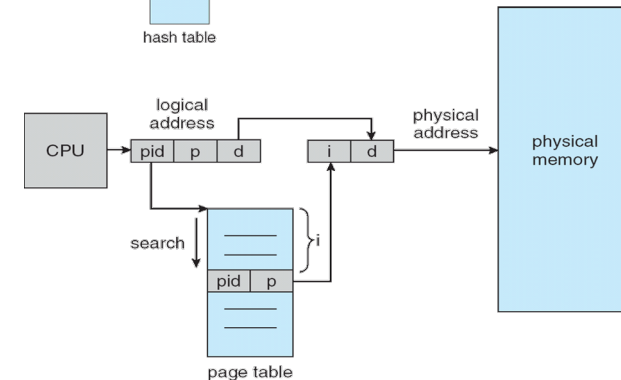 hash table
logical
address
physical
address
CPU
pid p d
i d
physical
memory
search
i
pid p
page table